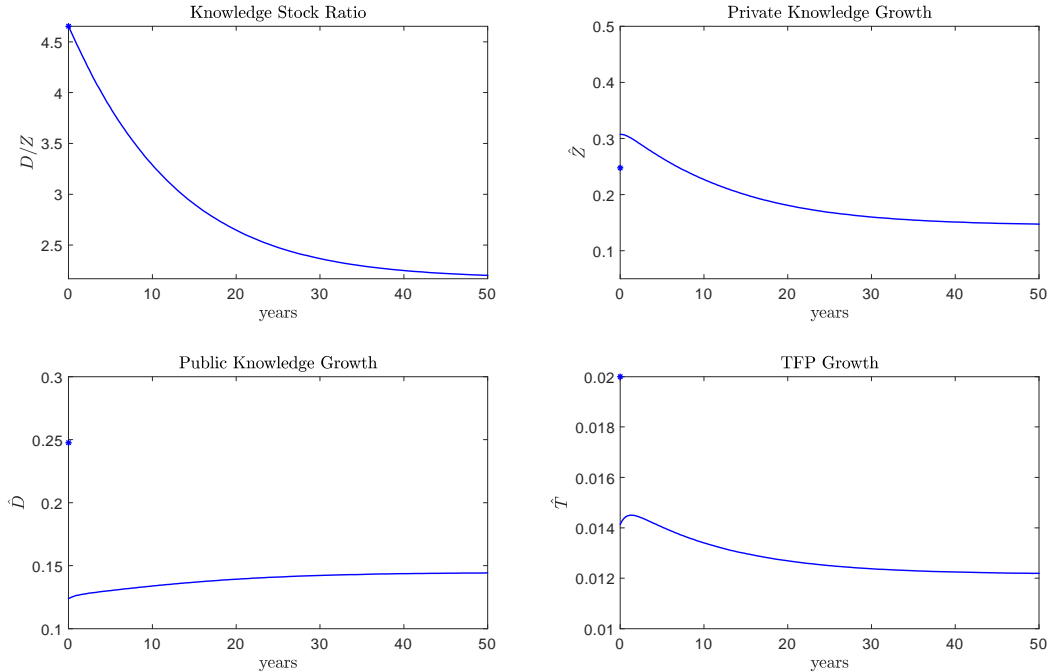 Knowledge Stock Ratio
D/Z
4.5
4
3.5
3
2.5
0 10 20 30 40 50
years
Private Knowledge Growth
Ẑ
0.5
0.4
0.3
0.2
0.1
0 10 20 30 40 50
years
Public Knowledge Growth
D̂
0.3
0.25
0.2
0.15
0.1
0 10 20 30 40 50
years
TFP Growth
T̂
0.02
0.018
0.016
0.014
0.012
0.01
0 10 20 30 40 50
years